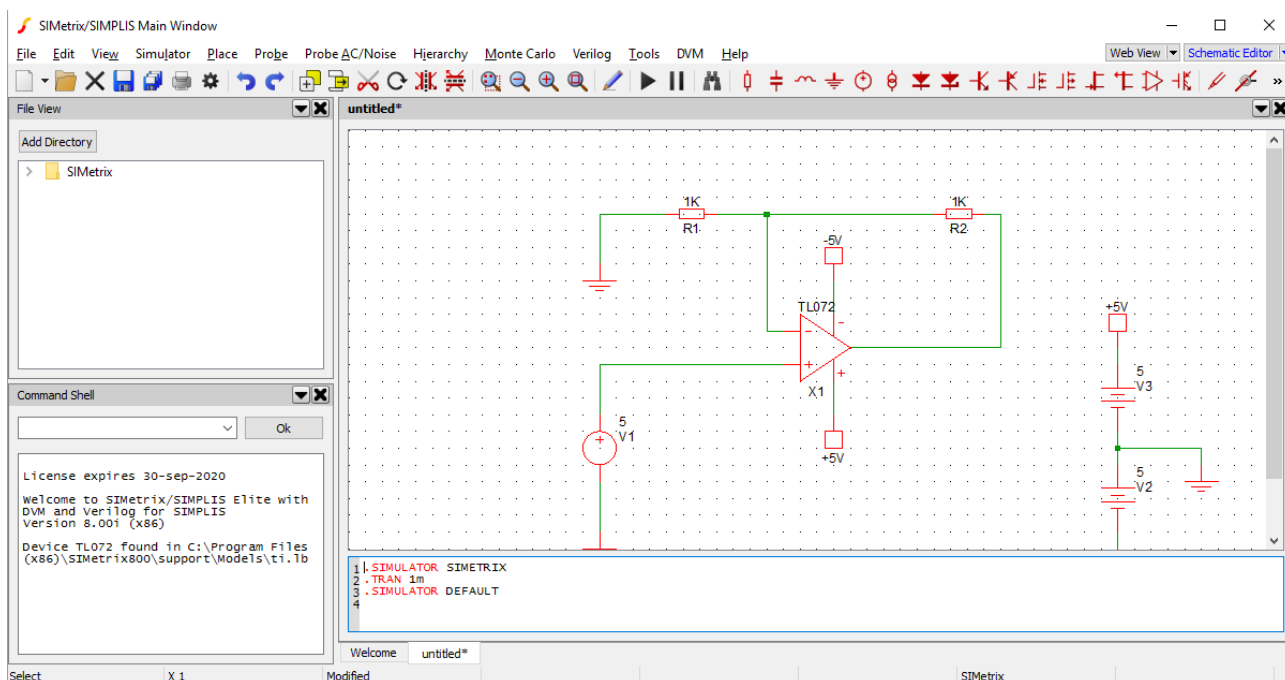 SIMetrix/SIMPLIS Main Window
File Edit View Simulator Place Probe Probe AC/Noise Hierarchy Monte Carlo Verilog Tools DVM Help
Web View Schematic Editor
File View
untitled*
Add Directory
SIMetrix
1K
R1
1K
R2
-5V
TL072
-
-
+
+
X1
+5V
5
+
V1
+5V
5
V3
5
V2
Command Shell
Ok
License expires 30-sep-2020
Welcome to SIMetrix/SIMPLIS Elite with
DVM and Verilog for SIMPLIS
Version 8.00i (x86)
Device TL072 found in C:\Program Files
(x86)\SIMetrix800\support\Models\ti.lb
1 .SIMULATOR SIMETRIX
2 .TRAN 1m
3 .SIMULATOR DEFAULT
4
Welcome untitled*
Select X 1 Modified SIMetrix